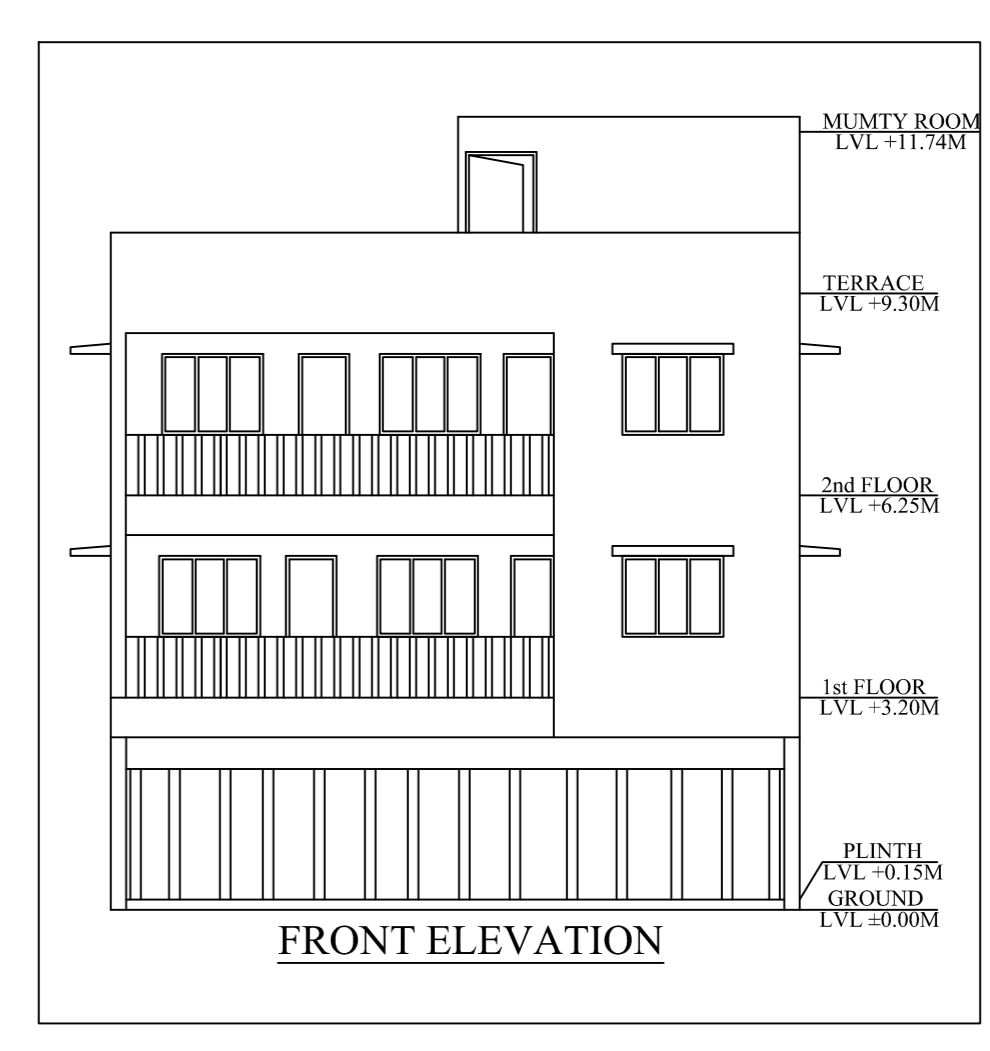 MUMTY ROOM
LVL +11.74M
TERRACE
LVL +9.30M
2nd FLOOR
LVL +6.25M
1st FLOOR
LVL +3.20M
PLINTH
LVL +0.15M
GROUND
LVL ±0.00M
FRONT ELEVATION